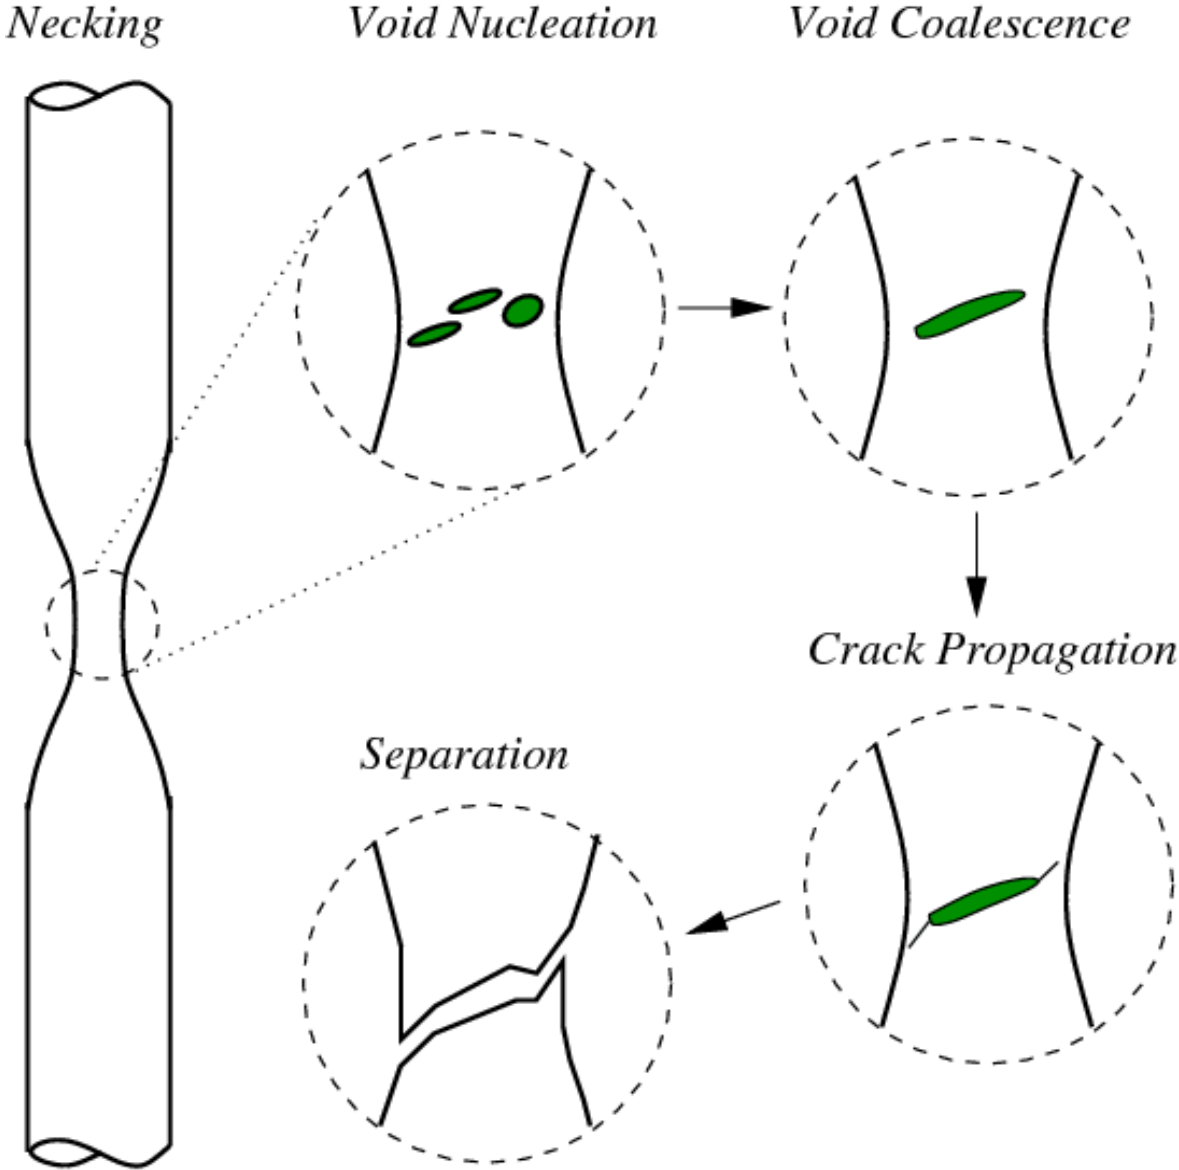 Necking
Void Nucleation
Void Coalescence
Crack Propagation
Separation